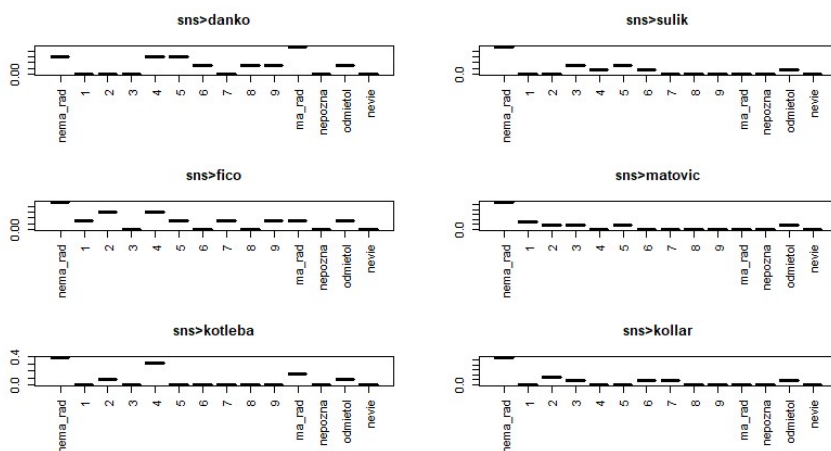 sns>danko
0.00
nema_rad 1 2 3 4 5 6 7 8 9 ma_rad nepozna odmietol nevie
sns>sulik
0.0
nema_rad 1 2 3 4 5 6 7 8 9 ma_rad nepozna odmietol nevie
sns>fico
0.00
nema_rad 1 2 3 4 5 6 7 8 9 ma_rad nepozna odmietol nevie
sns>matovic
0.0
nema_rad 1 2 3 4 5 6 7 8 9 ma_rad nepozna odmietol nevie
sns>kotleba
0.4
0.0
nema_rad 1 2 3 4 5 6 7 8 9 ma_rad nepozna odmietol nevie
sns>kollar
0.0
nema_rad 1 2 3 4 5 6 7 8 9 ma_rad nepozna odmietol nevie